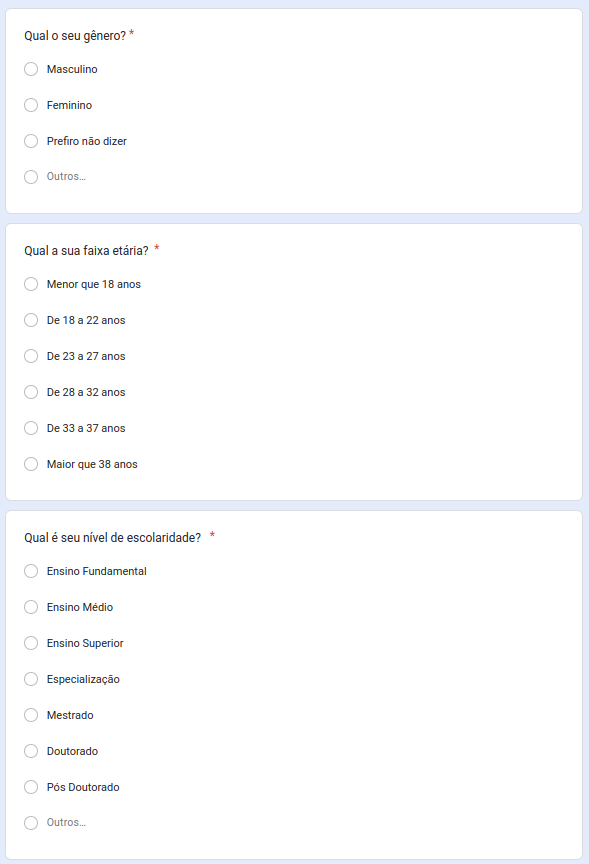 Qual o seu gênero? *
Masculino
Feminino
Prefiro não dizer
Outros...
Qual a sua faixa etária? *
Menor que 18 anos
De 18 a 22 anos
De 23 a 27 anos
De 28 a 32 anos
De 33 a 37 anos
Maior que 38 anos
Qual é seu nível de escolaridade? *
Ensino Fundamental
Ensino Médio
Ensino Superior
Especialização
Mestrado
Doutorado
Pós Doutorado
Outros...